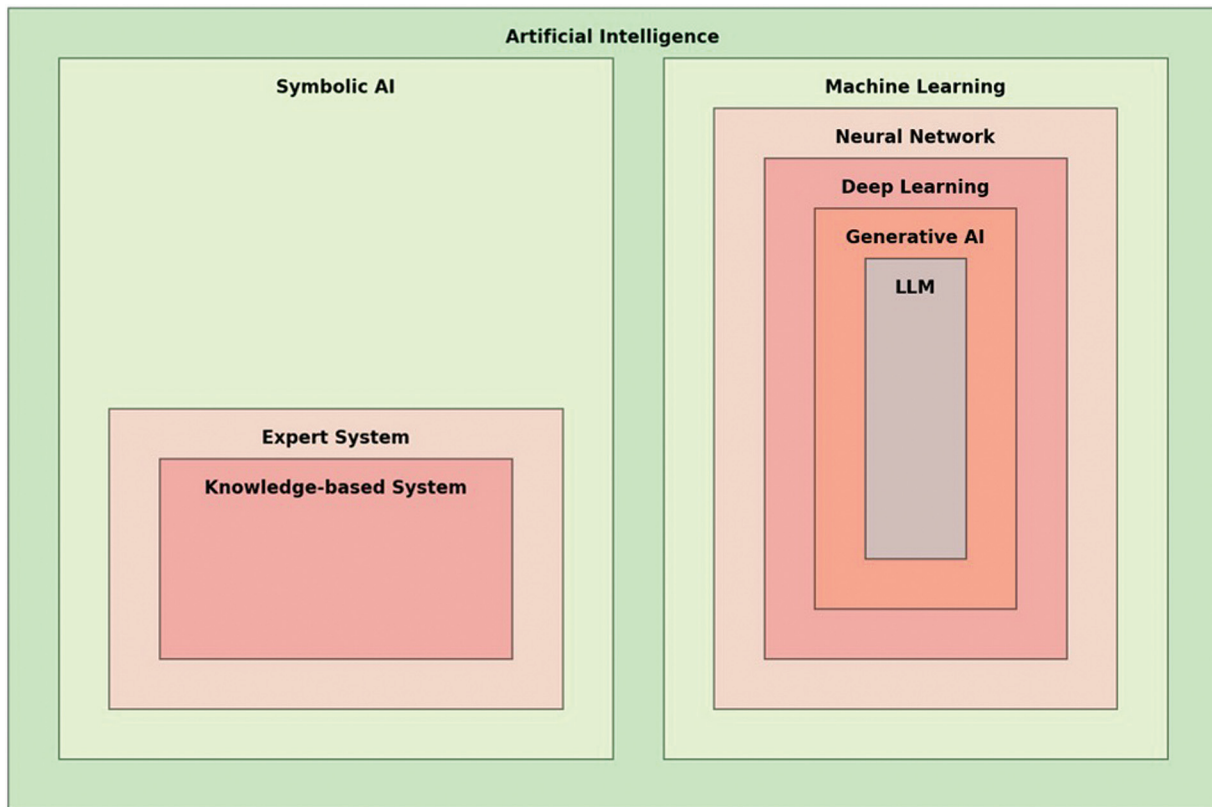 Artificial Intelligence
Symbolic AI
Expert System
Knowledge-based System
Machine Learning
Neural Network
Deep Learning
Generative AI
LLM